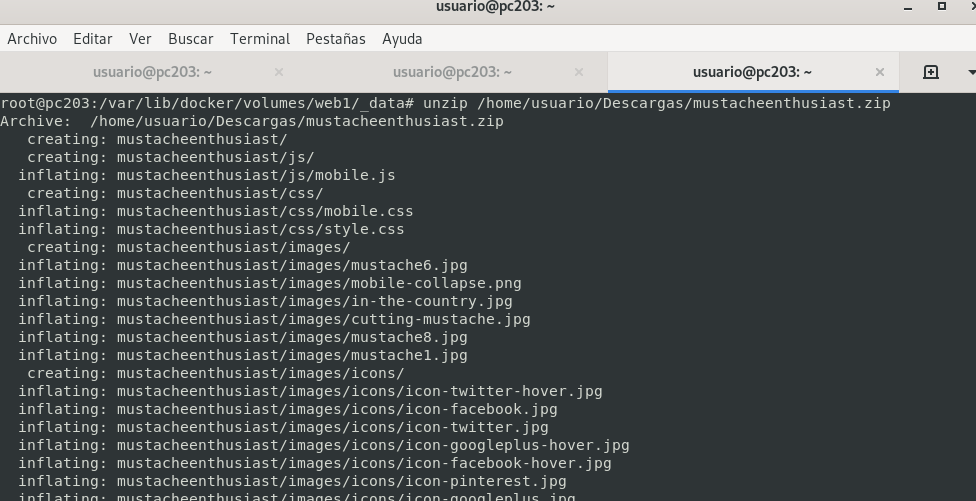 usuario@pc203: ~
Archivo Editar Ver Buscar Terminal Pestañas Ayuda
usuario@pc203: ~ × usuario@pc203: ~ × usuario@pc203: ~ ×
root@pc203:/var/lib/docker/volumes/web1/_data# unzip /home/usuario/Descargas/mustacheenthusiast.zip
Archive:  /home/usuario/Descargas/mustacheenthusiast.zip
   creating: mustacheenthusiast/
   creating: mustacheenthusiast/js/
  inflating: mustacheenthusiast/js/mobile.js
   creating: mustacheenthusiast/css/
  inflating: mustacheenthusiast/css/mobile.css
  inflating: mustacheenthusiast/css/style.css
   creating: mustacheenthusiast/images/
  inflating: mustacheenthusiast/images/mustache6.jpg
  inflating: mustacheenthusiast/images/mobile-collapse.png
  inflating: mustacheenthusiast/images/in-the-country.jpg
  inflating: mustacheenthusiast/images/cutting-mustache.jpg
  inflating: mustacheenthusiast/images/mustache8.jpg
  inflating: mustacheenthusiast/images/mustache1.jpg
   creating: mustacheenthusiast/images/icons/
  inflating: mustacheenthusiast/images/icons/icon-twitter-hover.jpg
  inflating: mustacheenthusiast/images/icons/icon-facebook.jpg
  inflating: mustacheenthusiast/images/icons/icon-twitter.jpg
  inflating: mustacheenthusiast/images/icons/icon-googleplus-hover.jpg
  inflating: mustacheenthusiast/images/icons/icon-facebook-hover.jpg
  inflating: mustacheenthusiast/images/icons/icon-pinterest.jpg
  inflating: mustacheenthusiast/images/icons/icon-googleplus.jpg